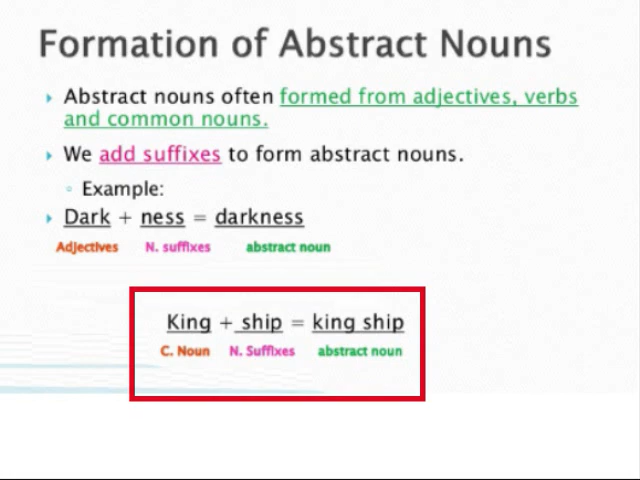 Formation of Abstract Nouns
Abstract nouns often formed from adjectives, verbs
and common nouns.
We add suffixes to form abstract nouns.
Example:
Dark + ness = darkness
Adjectives N. suffixes abstract noun
King + ship = king ship
C. Noun N. Suffixes abstract noun